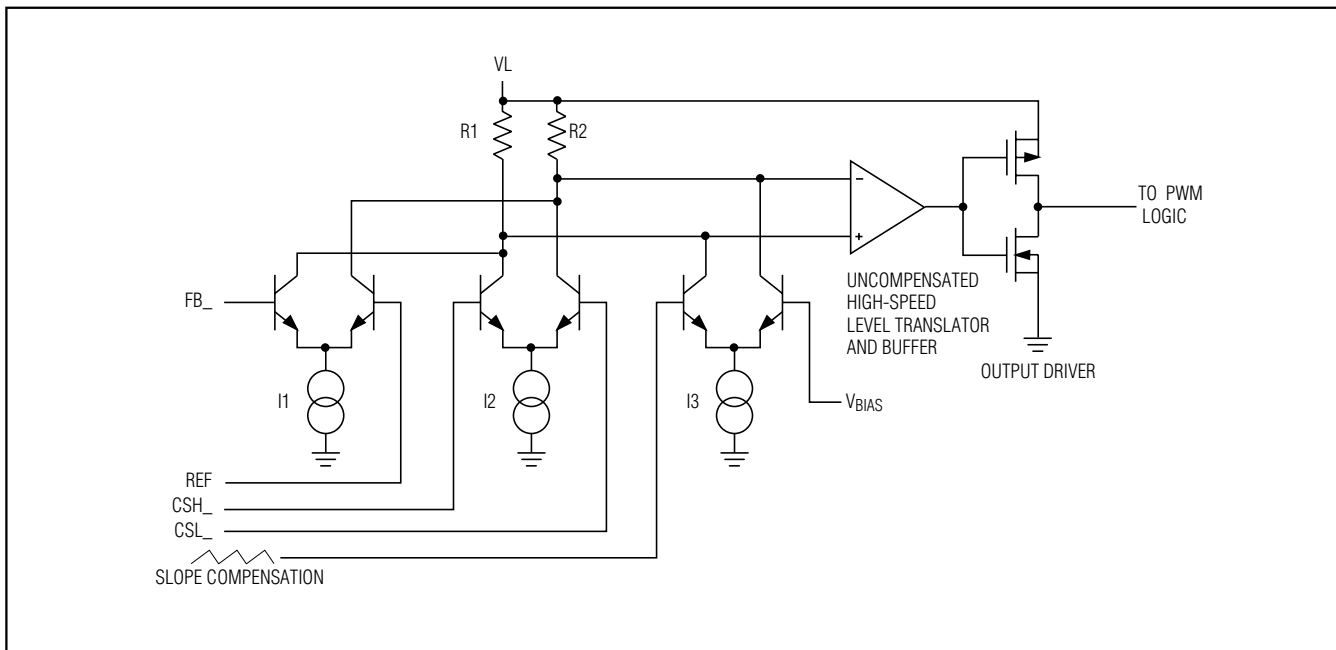 VL
R1
R2
TO PWM
LOGIC
FB_
UNCOMPENSATED
HIGH-SPEED
LEVEL TRANSLATOR
AND BUFFER
OUTPUT DRIVER
I1
I2
I3
VBIAS
REF
CSH_
CSL_
SLOPE COMPENSATION